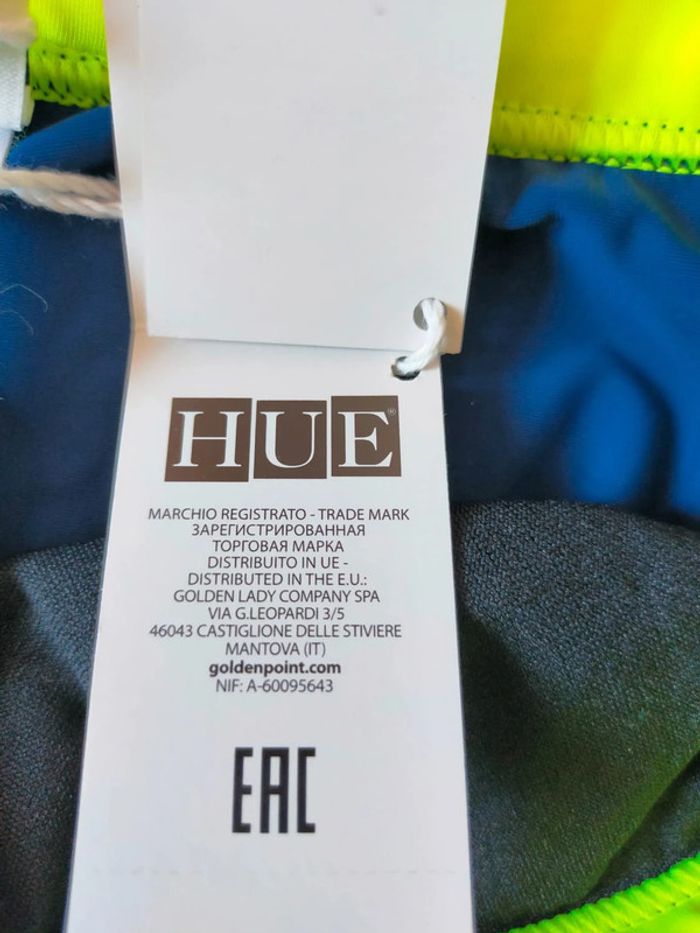 HUE®
MARCHIO REGISTRATO - TRADE MARK
ЗАРЕГИСТРИРОВАННАЯ
ТОРГОВАЯ МАРКА
DISTRIBUITO IN UE -
DISTRIBUTED IN THE E.U.:
GOLDEN LADY COMPANY SPA
VIA G.LEOPARDI 3/5
46043 CASTIGLIONE DELLE STIVIERE
MANTOVA (IT)
goldenpoint.com
NIF: A-60095643
EAC